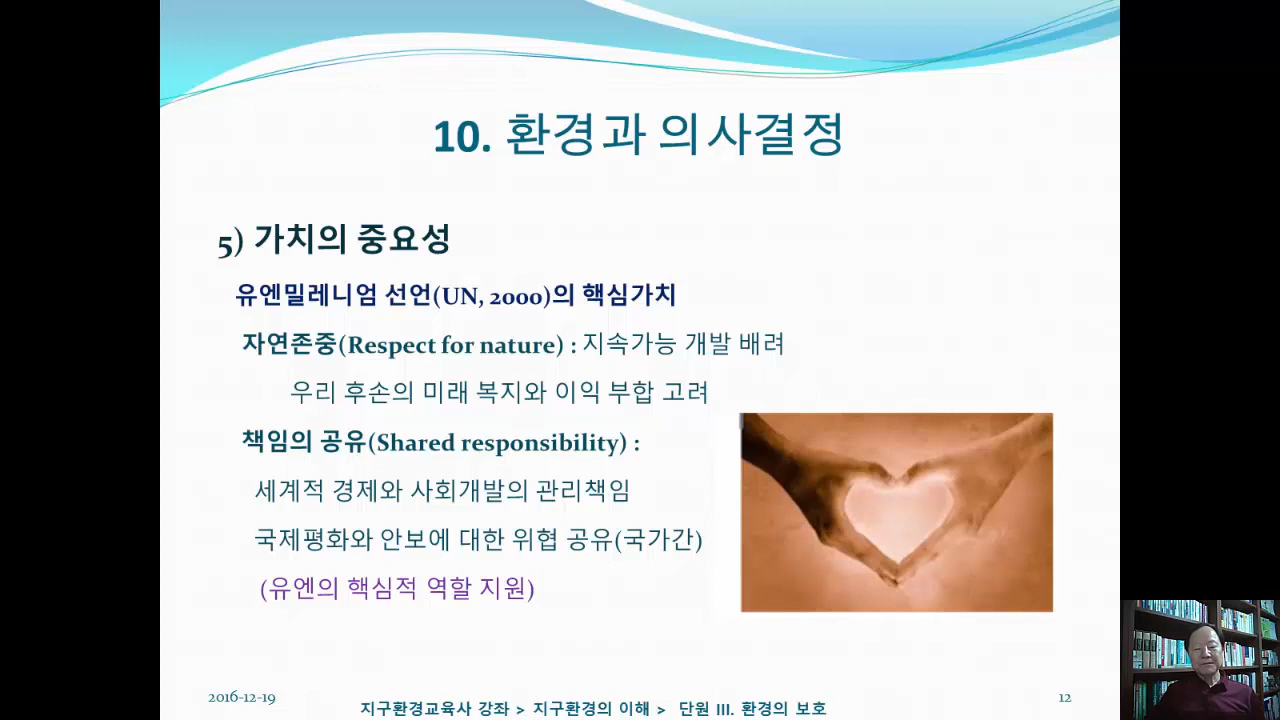 10. 환경과 의사결정
5) 가치의 중요성
유엔밀레니엄 선언(UN, 2000)의 핵심가치
자연존중(Respect for nature) : 지속가능 개발 배려
우리 후손의 미래 복지와 이익 부합 고려
책임의 공유(Shared responsibility) :
세계적 경제와 사회개발의 관리책임
국제평화와 안보에 대한 위협 공유(국가간)
(유엔의 핵심적 역할 지원)
2016-12-19
지구환경교육사 강좌 > 지구환경의 이해 > 단원 III. 환경의 보호
12